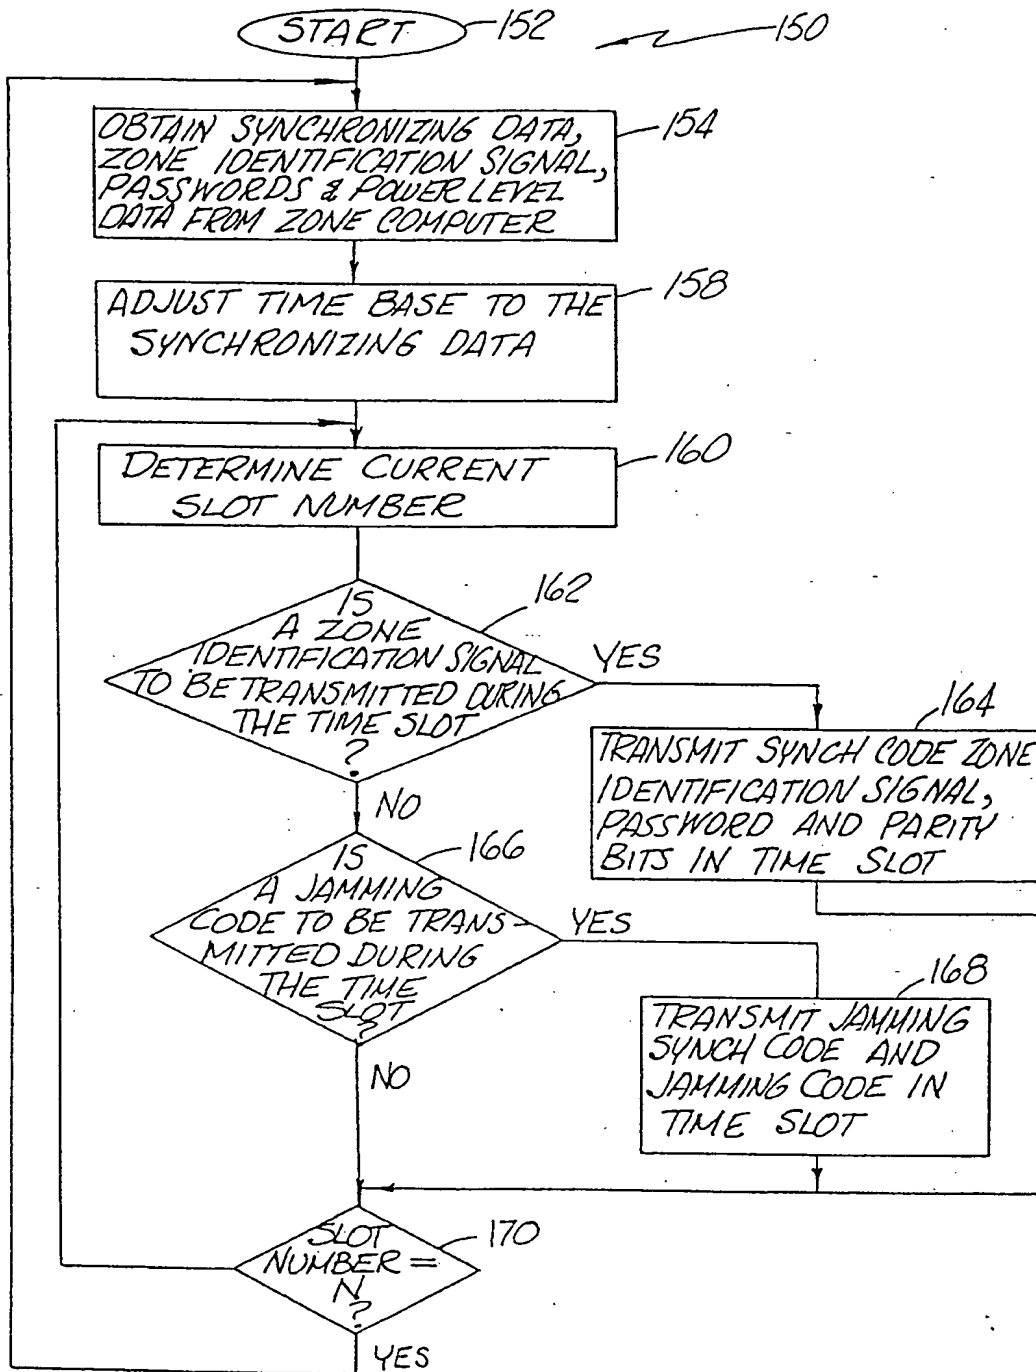 START
152
150
OBTAIN SYNCHRONIZING DATA,
ZONE IDENTIFICATION SIGNAL,
PASSWORDS & POWER LEVEL
DATA FROM ZONE COMPUTER
154
ADJUST TIME BASE TO THE
SYNCHRONIZING DATA
158
DETERMINE CURRENT
SLOT NUMBER
160
IS
A ZONE
IDENTIFICATION SIGNAL
TO BE TRANSMITTED DURING
THE TIME SLOT
?
162
YES
NO
164
TRANSMIT SYNCH CODE ZONE
IDENTIFICATION SIGNAL,
PASSWORD AND PARITY
BITS IN TIME SLOT
IS
A JAMMING
CODE TO BE TRANS-
MITTED DURING
THE TIME
SLOT
?
166
YES
NO
168
TRANSMIT JAMMING
SYNCH CODE AND
JAMMING CODE IN
TIME SLOT
SLOT
NUMBER =
N
?
170
YES